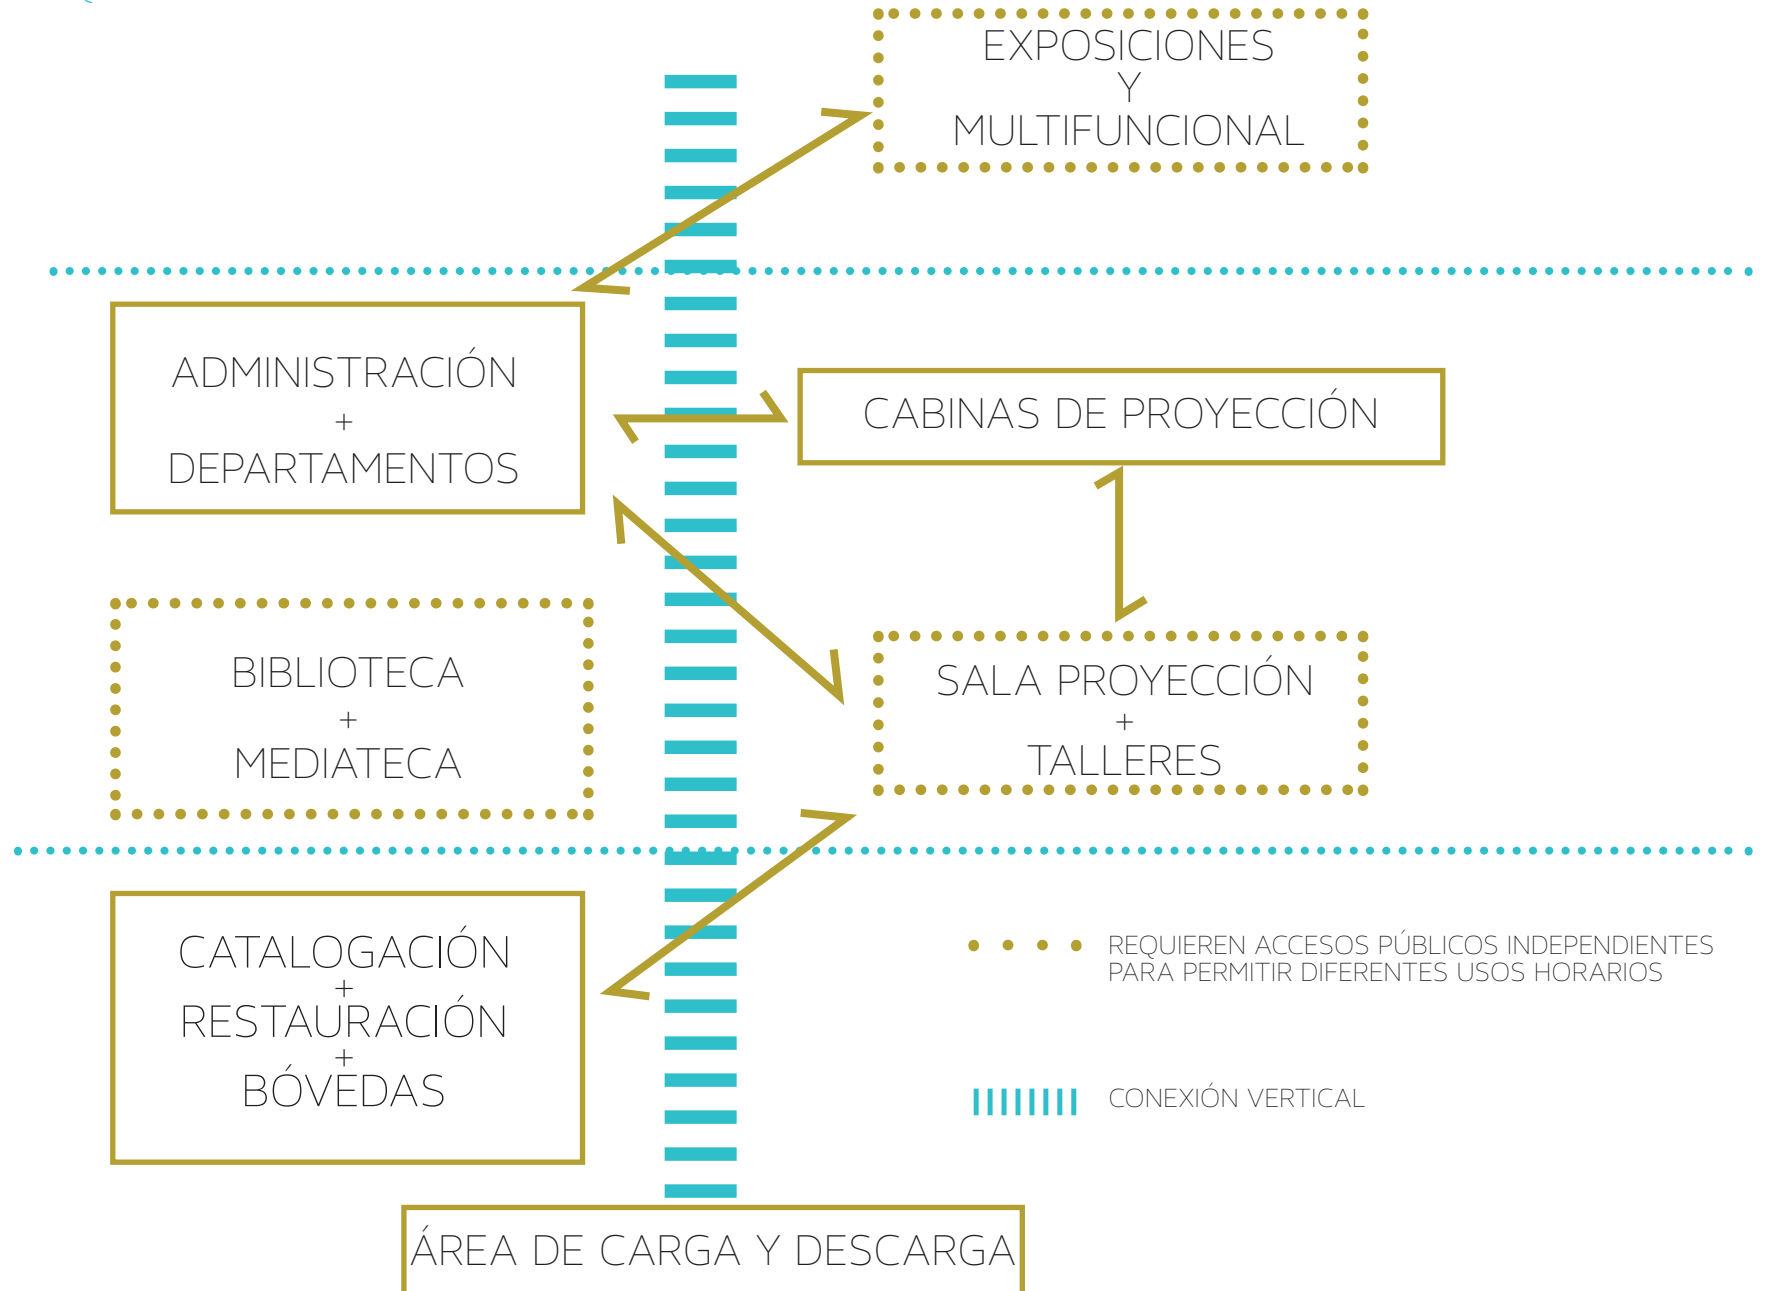 EXPOSICIONES
Y
MULTIFUNCIONAL
ADMINISTRACIÓN
+
DEPARTAMENTOS
CABINAS DE PROYECCIÓN
BIBLIOTECA
+
MEDIATECA
SALA PROYECCIÓN
+
TALLERES
CATALOGACIÓN
+
RESTAURACIÓN
+
BÓVEDAS
REQUIEREN ACCESOS PÚBLICOS INDEPENDIENTES
PARA PERMITIR DIFERENTES USOS HORARIOS
CONEXIÓN VERTICAL
ÁREA DE CARGA Y DESCARGA